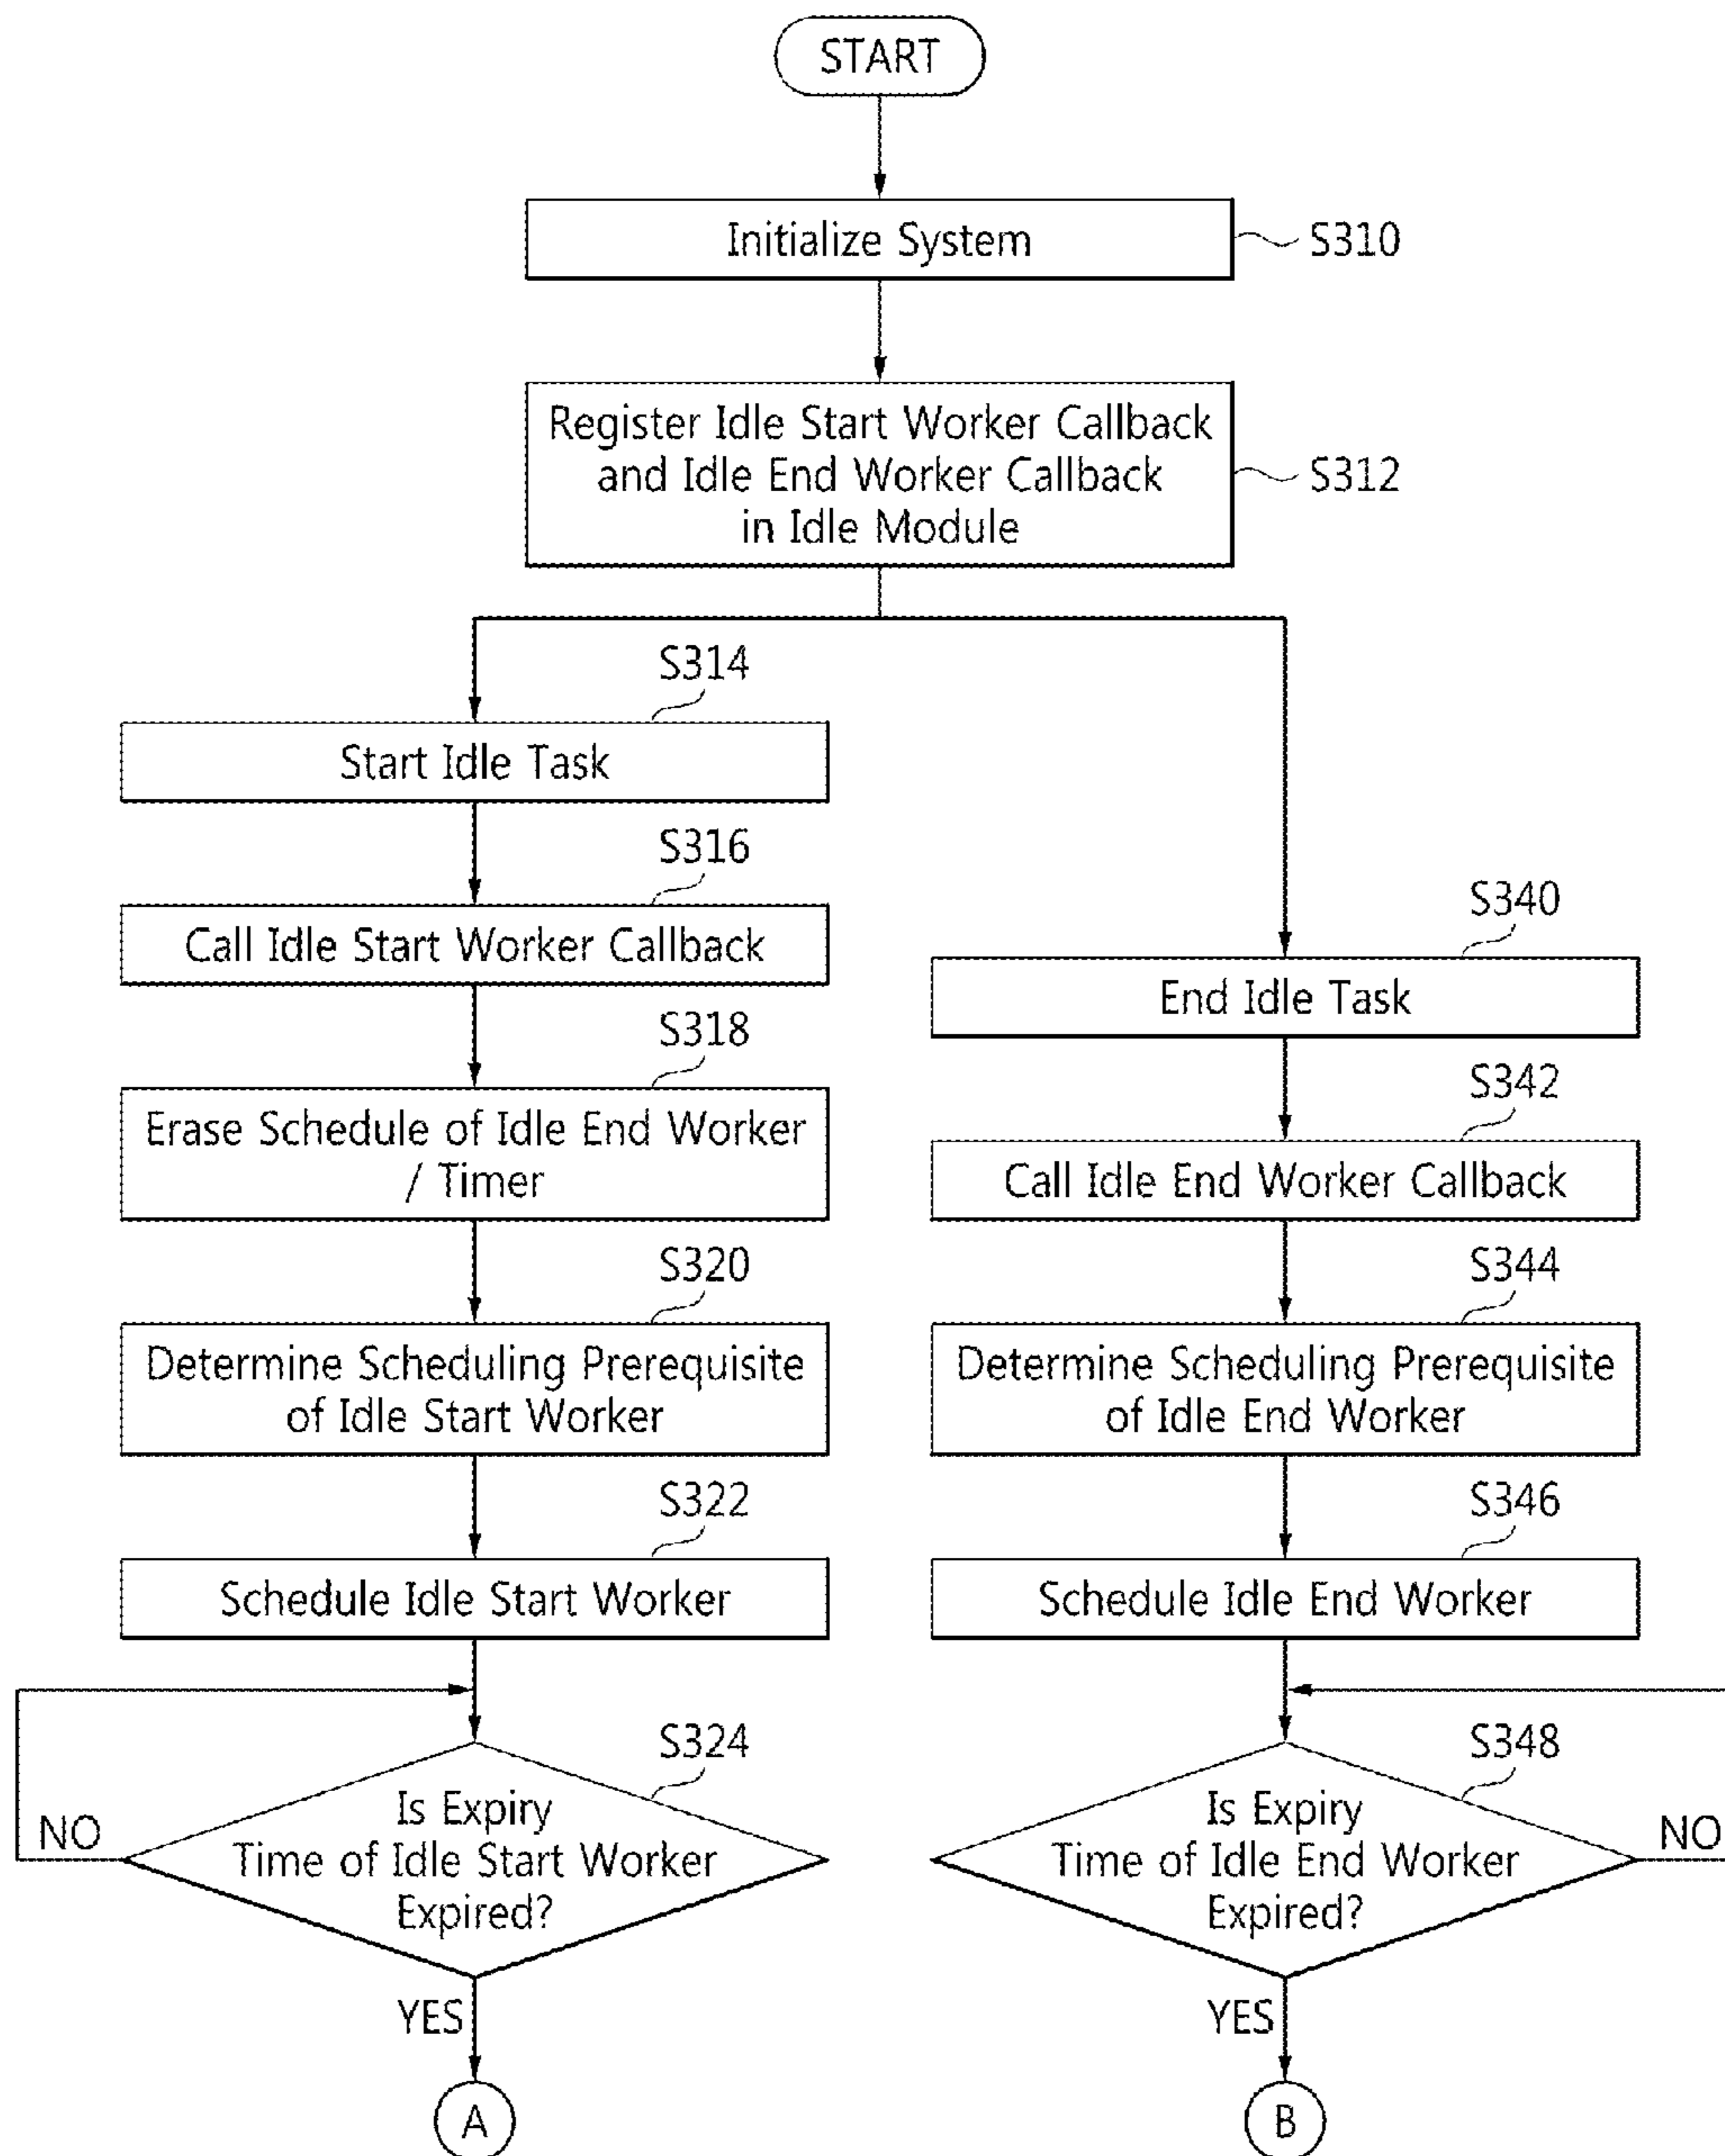 START
Initialize System
S310
Register Idle Start Worker Callback
and Idle End Worker Callback
in Idle Module
S312
S314
Start Idle Task
S316
Call Idle Start Worker Callback
S318
Erase Schedule of Idle End Worker
/ Timer
S320
Determine Scheduling Prerequisite
of Idle Start Worker
S322
Schedule Idle Start Worker
S324
Is Expiry
Time of Idle Start Worker
Expired?
NO
YES
A
S340
End Idle Task
S342
Call Idle End Worker Callback
S344
Determine Scheduling Prerequisite
of Idle End Worker
S346
Schedule Idle End Worker
S348
Is Expiry
Time of Idle End Worker
Expired?
NO
YES
B